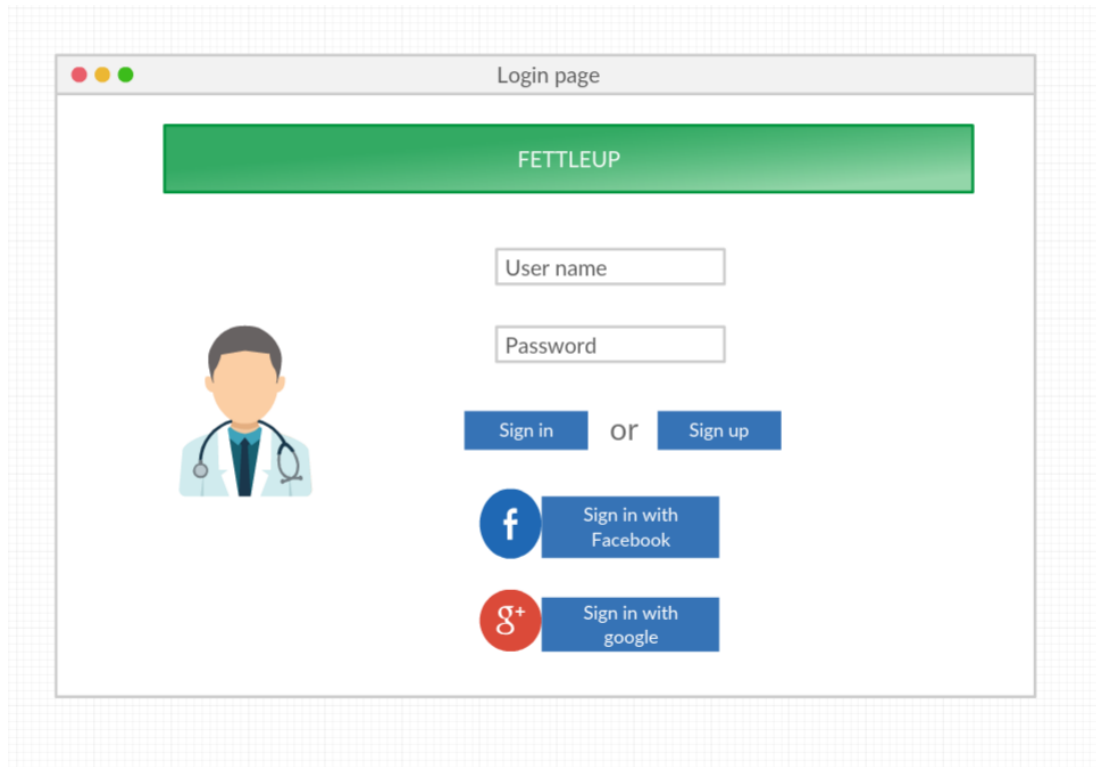 Login page
FETTLEUP
User name
Password
Sign in or Sign up
f
Sign in with
Facebook
g+
Sign in with
google